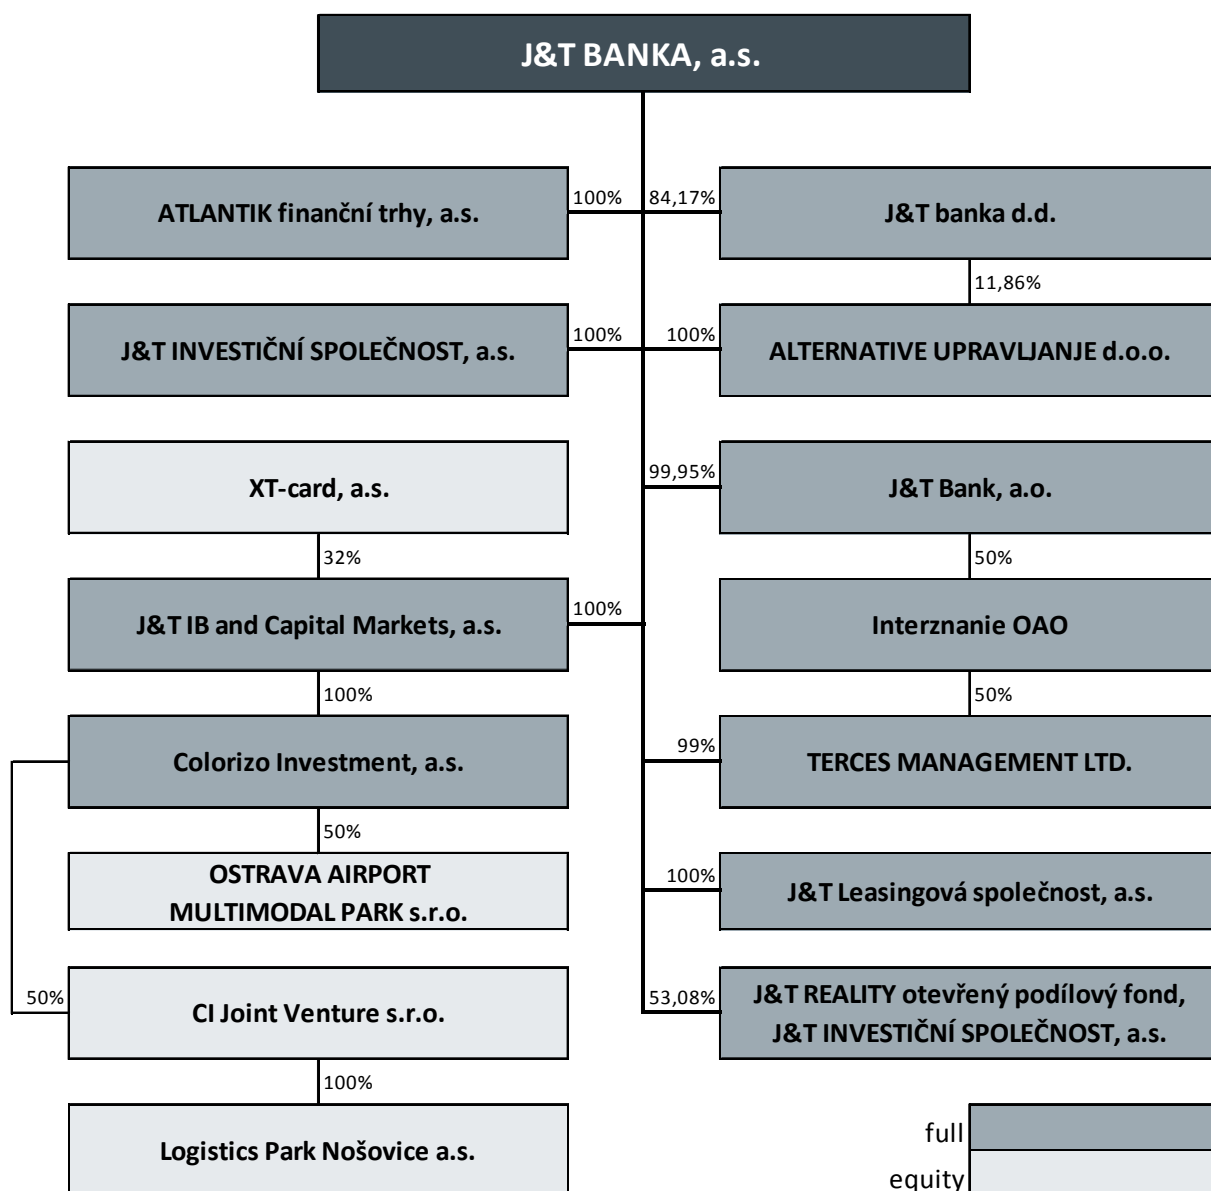 J&T BANKA, a.s.
ATLANTIK finanční trhy, a.s.
100%
84,17%
J&T banka d.d.
11,86%
J&T INVESTIČNÍ SPOLEČNOST, a.s.
100%
100%
ALTERNATIVE UPRAVLJANJE d.o.o.
XT-card, a.s.
99,95%
J&T Bank, a.o.
32%
50%
J&T IB and Capital Markets, a.s.
100%
Interznanie OAO
100%
50%
Colorizo Investment, a.s.
99%
TERCES MANAGEMENT LTD.
50%
OSTRAVA AIRPORT
MULTIMODAL PARK s.r.o.
100%
J&T Leasingová společnost, a.s.
50%
CI Joint Venture s.r.o.
53,08%
J&T REALITY otevřený podílový fond,
J&T INVESTIČNÍ SPOLEČNOST, a.s.
100%
Logistics Park Nošovice a.s.
full
equity